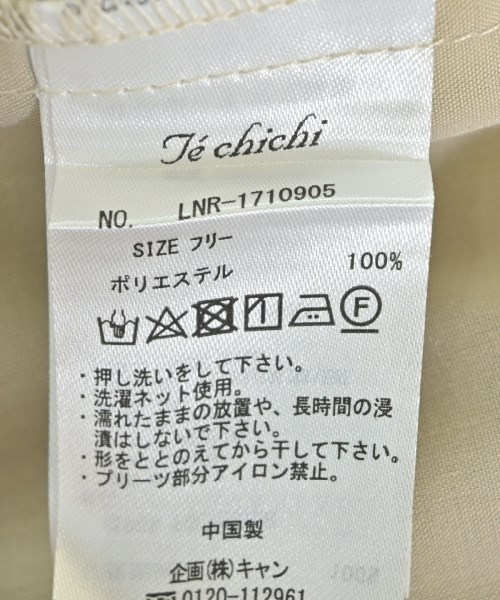 Té chichi
NO. LNR-1710905
SIZE フリー
ポリエステル 100%
F
・押し洗いをして下さい。
・洗濯ネット使用。
・濡れたままの放置や、長時間の浸
漬はしないで下さい。
・形をととのえてから干して下さい。
・プリーツ部分アイロン禁止。
中国製
企画(株)キャン
0120-112961